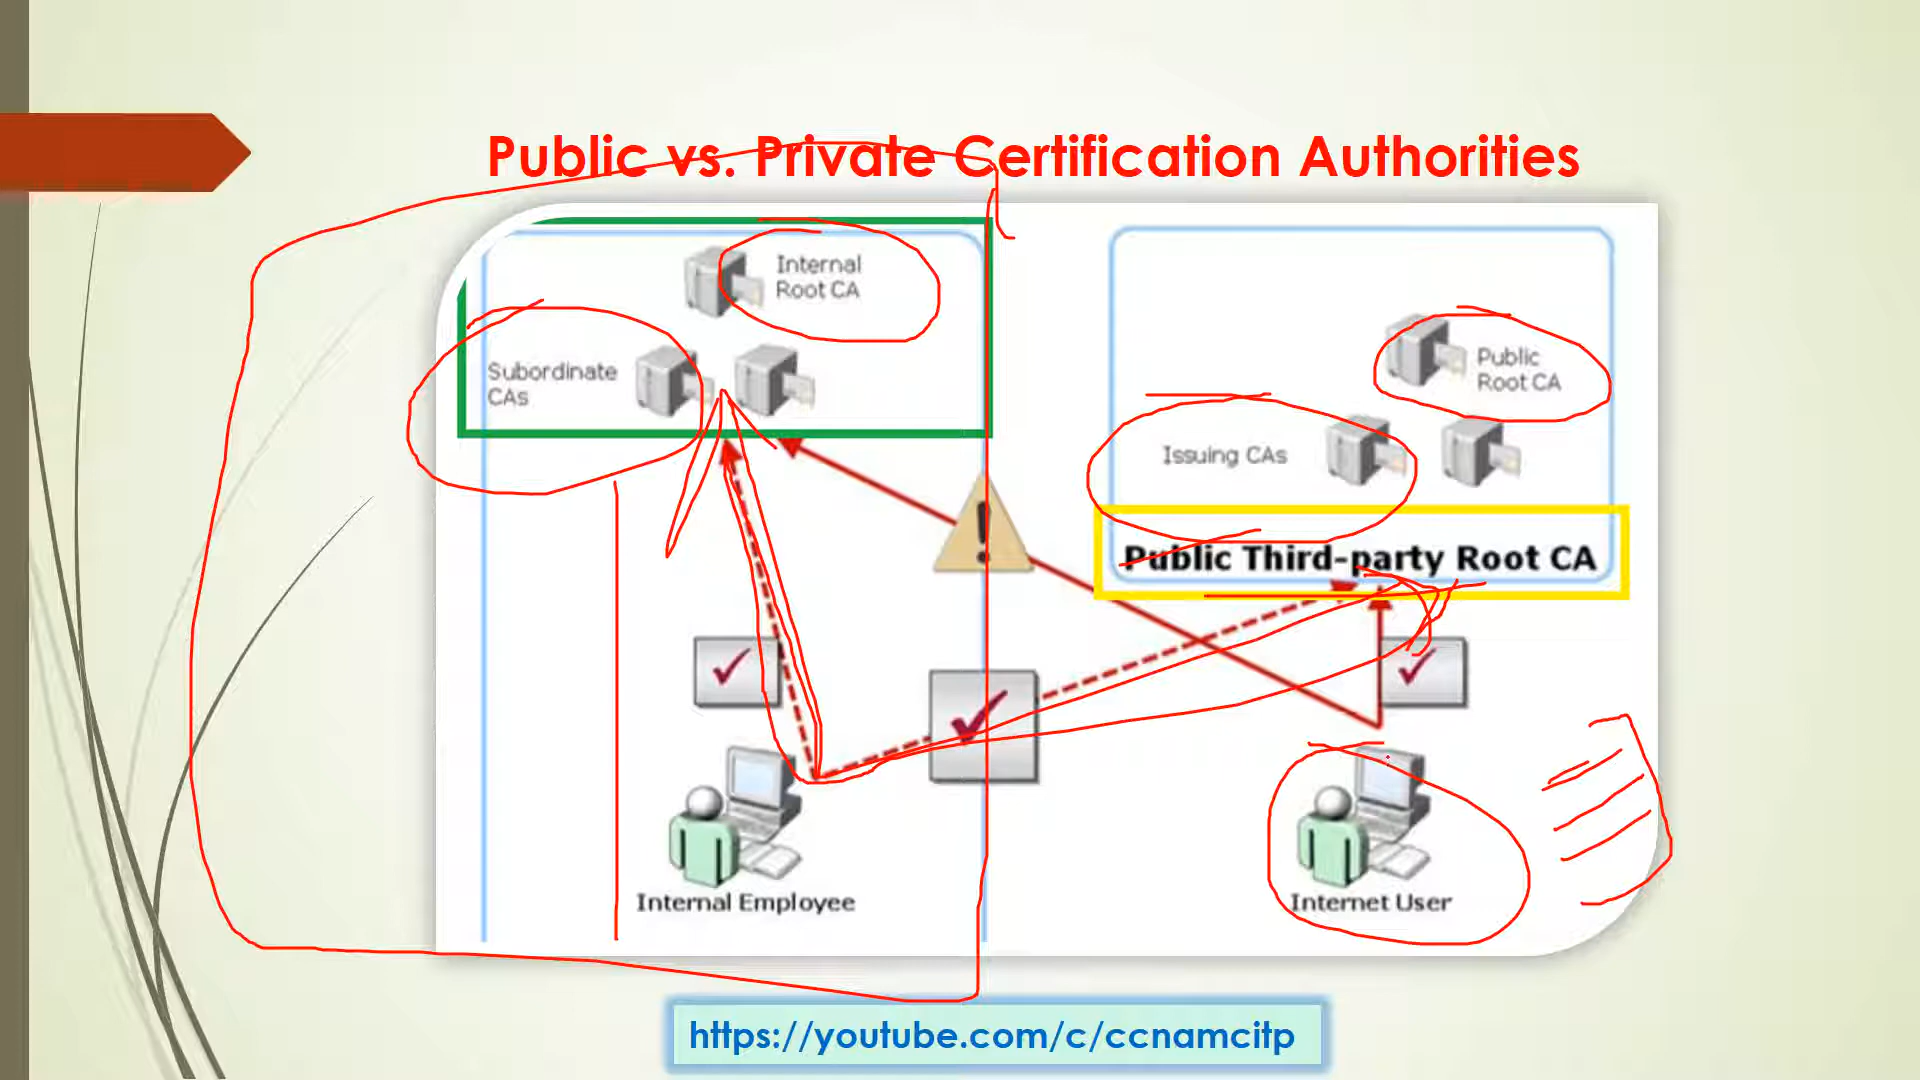 Public vs. Private Certification Authorities
Internal
Root CA
Subordinate
CAs
Public
Root CA
Issuing CAs
Public Third-party Root CA
Internal Employee
Internet User
https://youtube.com/c/ccnamcitp